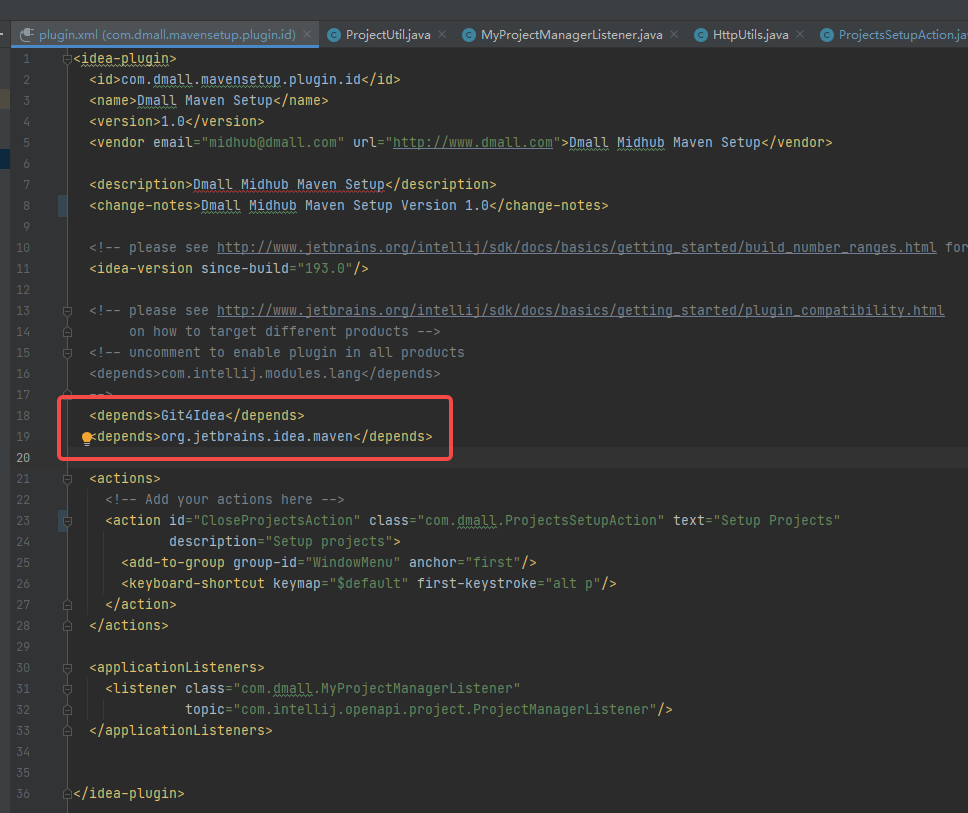 plugin.xml (com.dmall.mavensetup.plugin.id) × ProjectUtil.java × MyProjectManagerListener.java × HttpUtils.java × ProjectsSetupAction.java
1 <idea-plugin>
2 <id>com.dmall.mavensetup.plugin.id</id>
3 <name>Dmall Maven Setup</name>
4 <version>1.0</version>
5 <vendor email="midhub@dmall.com" url="http://www.dmall.com">Dmall Midhub Maven Setup</vendor>
6
7 <description>Dmall Midhub Maven Setup</description>
8 <change-notes>Dmall Midhub Maven Setup Version 1.0</change-notes>
9
10 <!-- please see http://www.jetbrains.org/intellij/sdk/docs/basics/getting_started/build_number_ranges.html for
11 <idea-version since-build="193.0"/>
12
13 <!-- please see http://www.jetbrains.org/intellij/sdk/docs/basics/getting_started/plugin_compatibility.html
14 on how to target different products -->
15 <!-- uncomment to enable plugin in all products
16 <depends>com.intellij.modules.lang</depends>
17 -->
18 <depends>Git4Idea</depends>
19 <depends>org.jetbrains.idea.maven</depends>
20
21 <actions>
22 <!-- Add your actions here -->
23 <action id="CloseProjectsAction" class="com.dmall.ProjectsSetupAction" text="Setup Projects"
24 description="Setup projects">
25 <add-to-group group-id="WindowMenu" anchor="first"/>
26 <keyboard-shortcut keymap="$default" first-keystroke="alt p"/>
27 </action>
28 </actions>
29
30 <applicationListeners>
31 <listener class="com.dmall.MyProjectManagerListener"
32 topic="com.intellij.openapi.project.ProjectManagerListener"/>
33 </applicationListeners>
34
35
36 </idea-plugin>